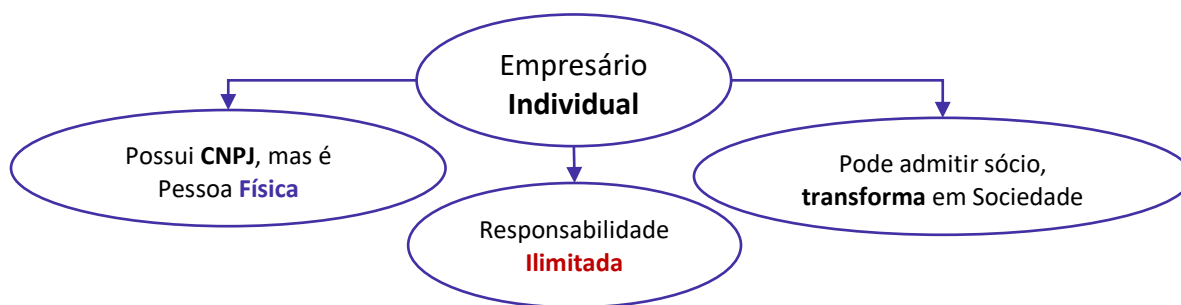 Empresário
Individual
Possui CNPJ, mas é
Pessoa Física
Responsabilidade
Ilimitada
Pode admitir sócio,
transforma em Sociedade